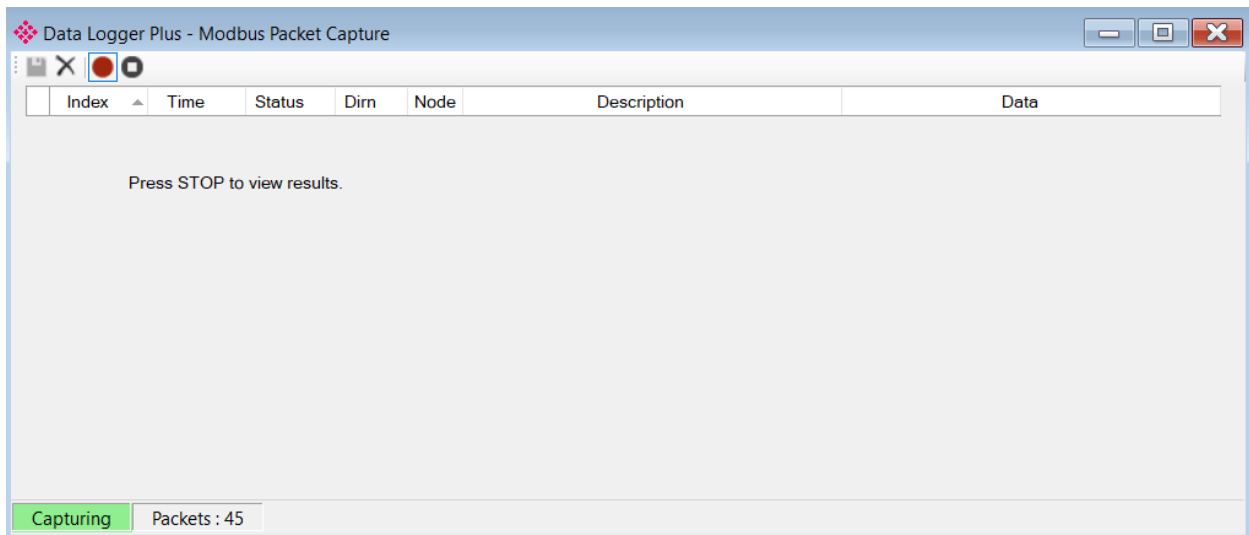 Data Logger Plus - Modbus Packet Capture
Index Time Status Dirn Node Description Data
Press STOP to view results.
Capturing Packets : 45